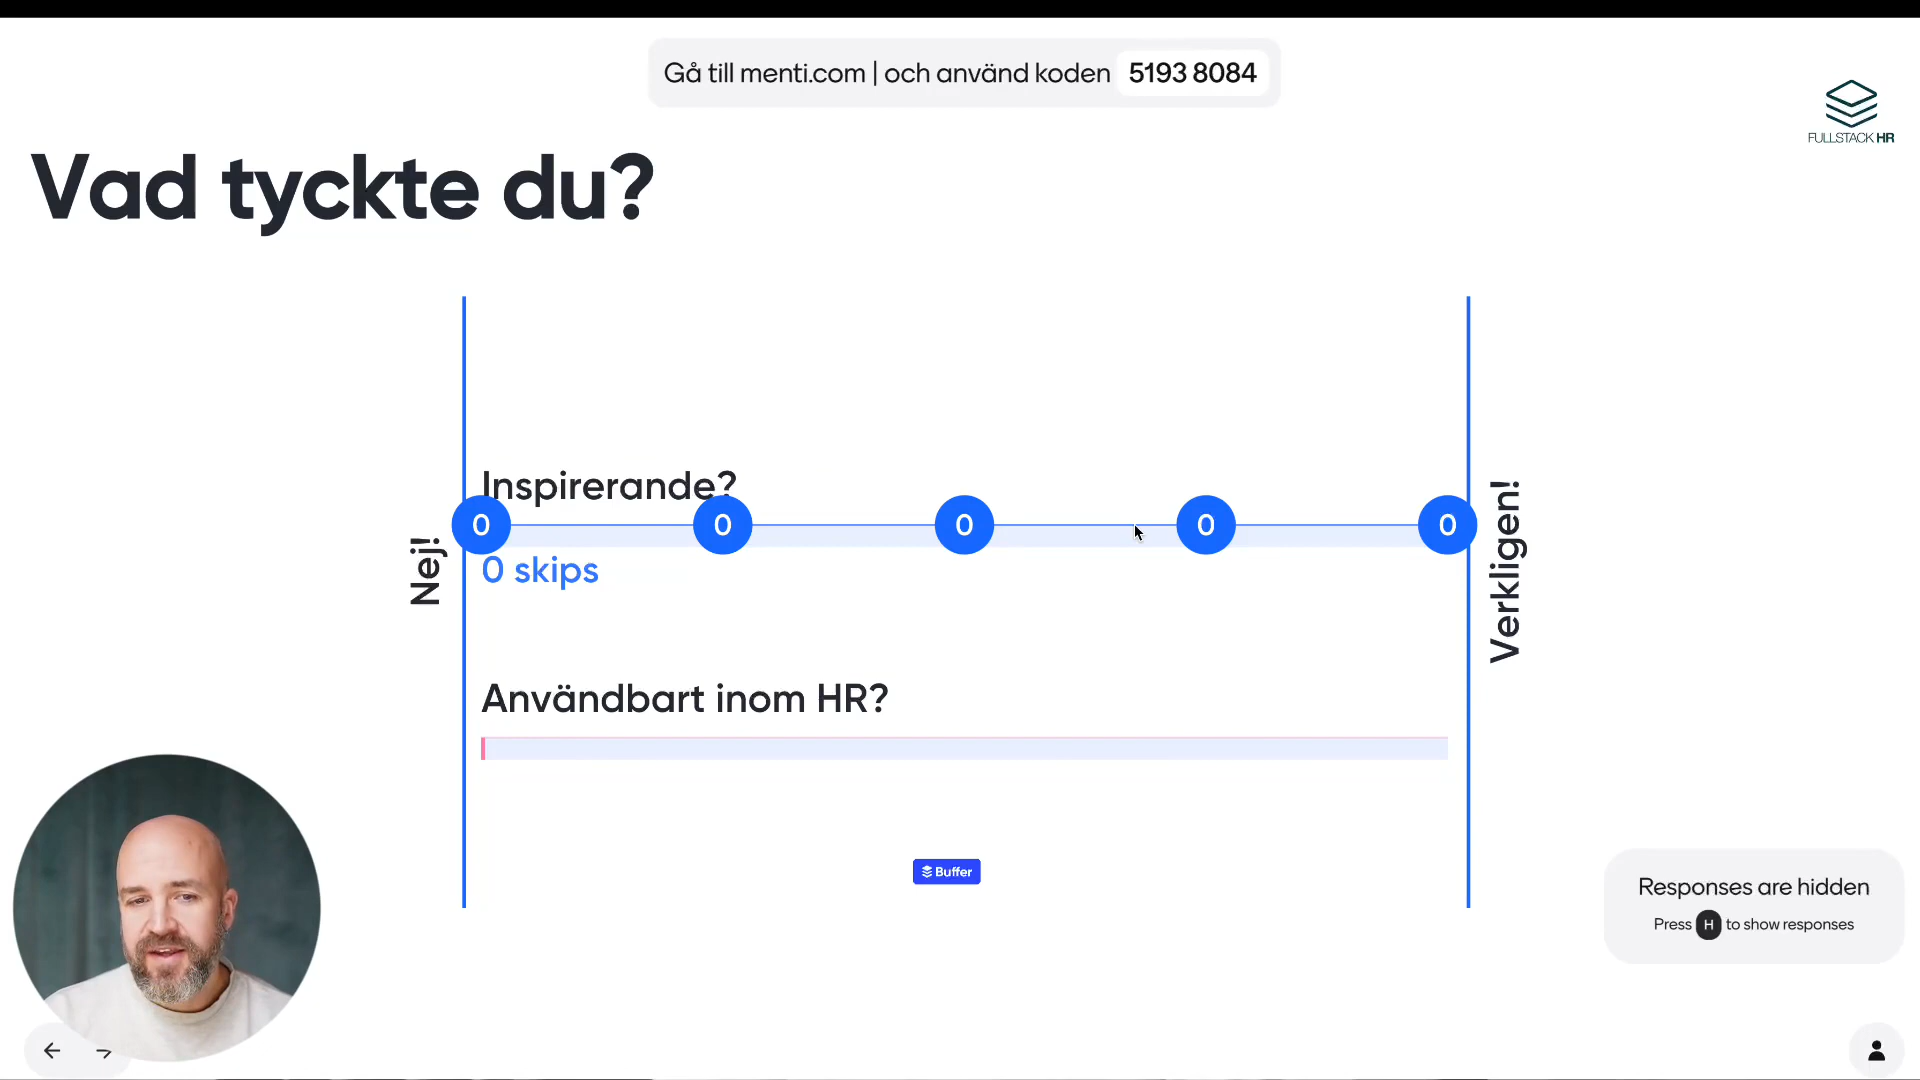 Gå till menti.com | och använd koden 5193 8084
FULLSTACK HR
Vad tyckte du?
Inspirerande?
0 0 0 0 0
0 skips
Nej!
Verkligen!
Användbart inom HR?
Buffer
Responses are hidden
Press H to show responses